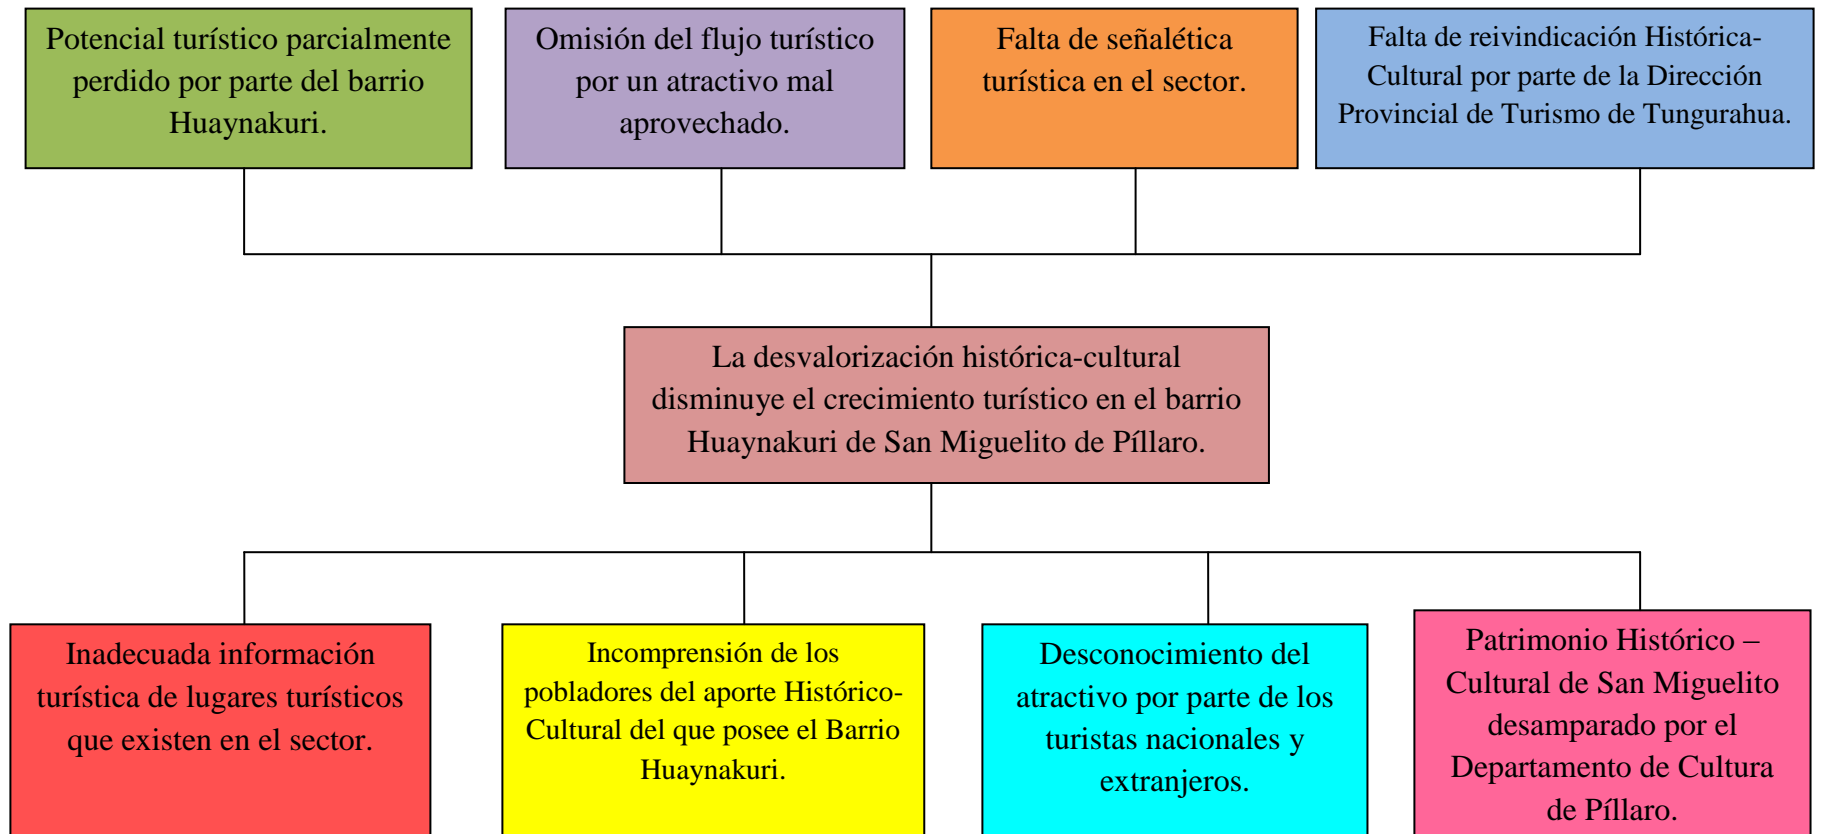 Potencial turístico parcialmente
perdido por parte del barrio
Huaynakuri.
Omisión del flujo turístico
por un atractivo mal
aprovechado.
Falta de señalética
turística en el sector.
Falta de reivindicación Histórica-
Cultural por parte de la Dirección
Provincial de Turismo de Tungurahua.
La desvalorización histórica-cultural
disminuye el crecimiento turístico en el barrio
Huaynakuri de San Miguelito de Píllaro.
Inadecuada información
turística de lugares turísticos
que existen en el sector.
Incomprensión de los
pobladores del aporte Histórico-
Cultural del que posee el Barrio
Huaynakuri.
Desconocimiento del
atractivo por parte de los
turistas nacionales y
extranjeros.
Patrimonio Histórico –
Cultural de San Miguelito
desamparado por el
Departamento de Cultura
de Píllaro.